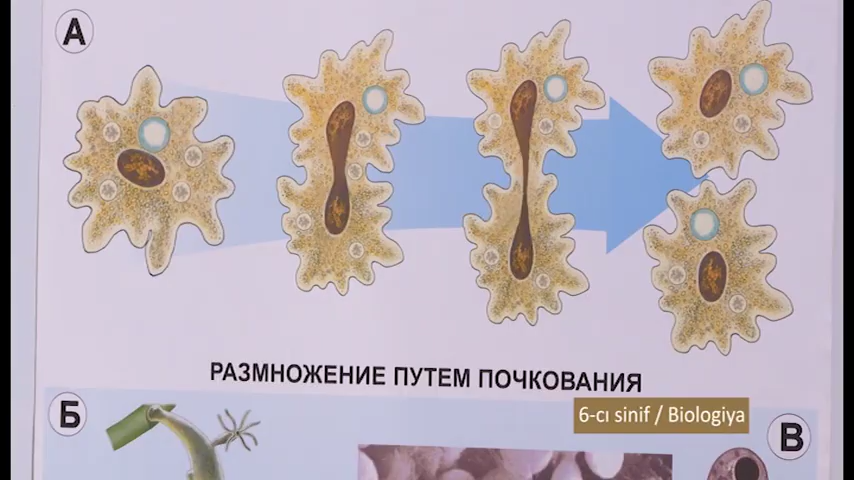 А
РАЗМНОЖЕНИЕ ПУТЕМ ПОЧКОВАНИЯ
Б
6-cı sinif / Biologiya
В